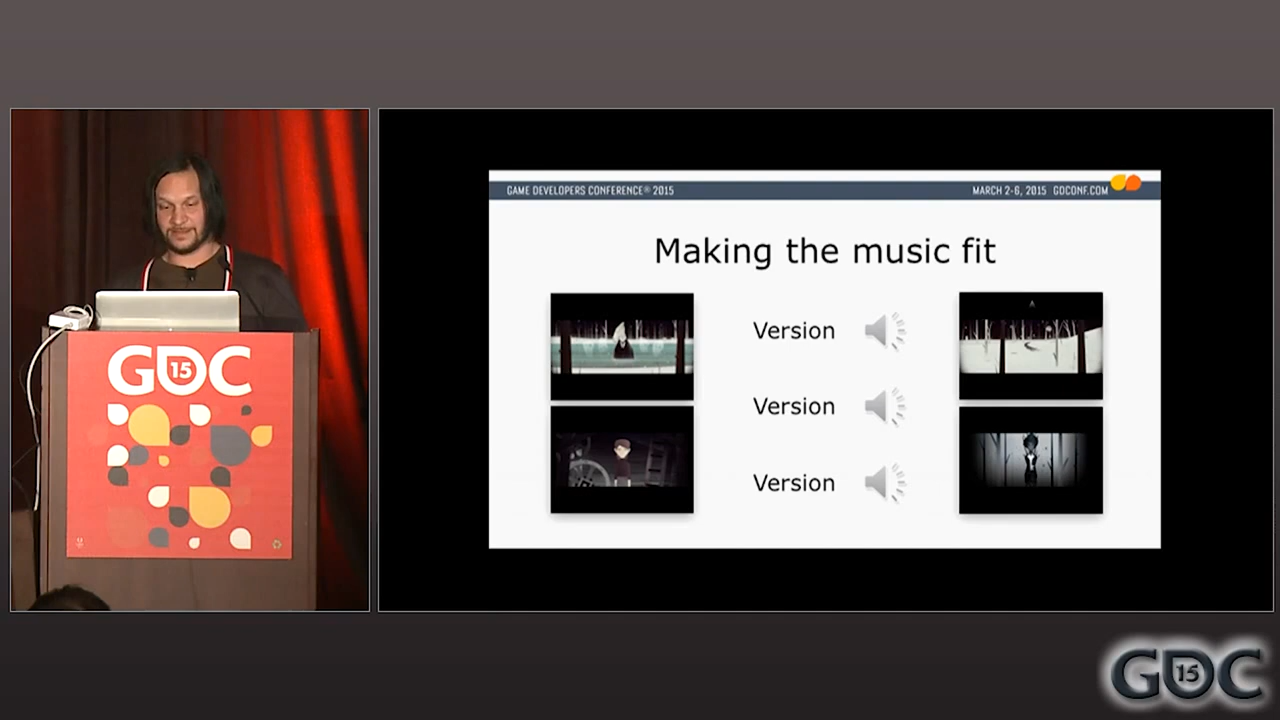 GAME DEVELOPERS CONFERENCE® 2015
MARCH 2-6, 2015 GDCONF.COM
Making the music fit
Version
Version
Version
GDC
15
GDC
15